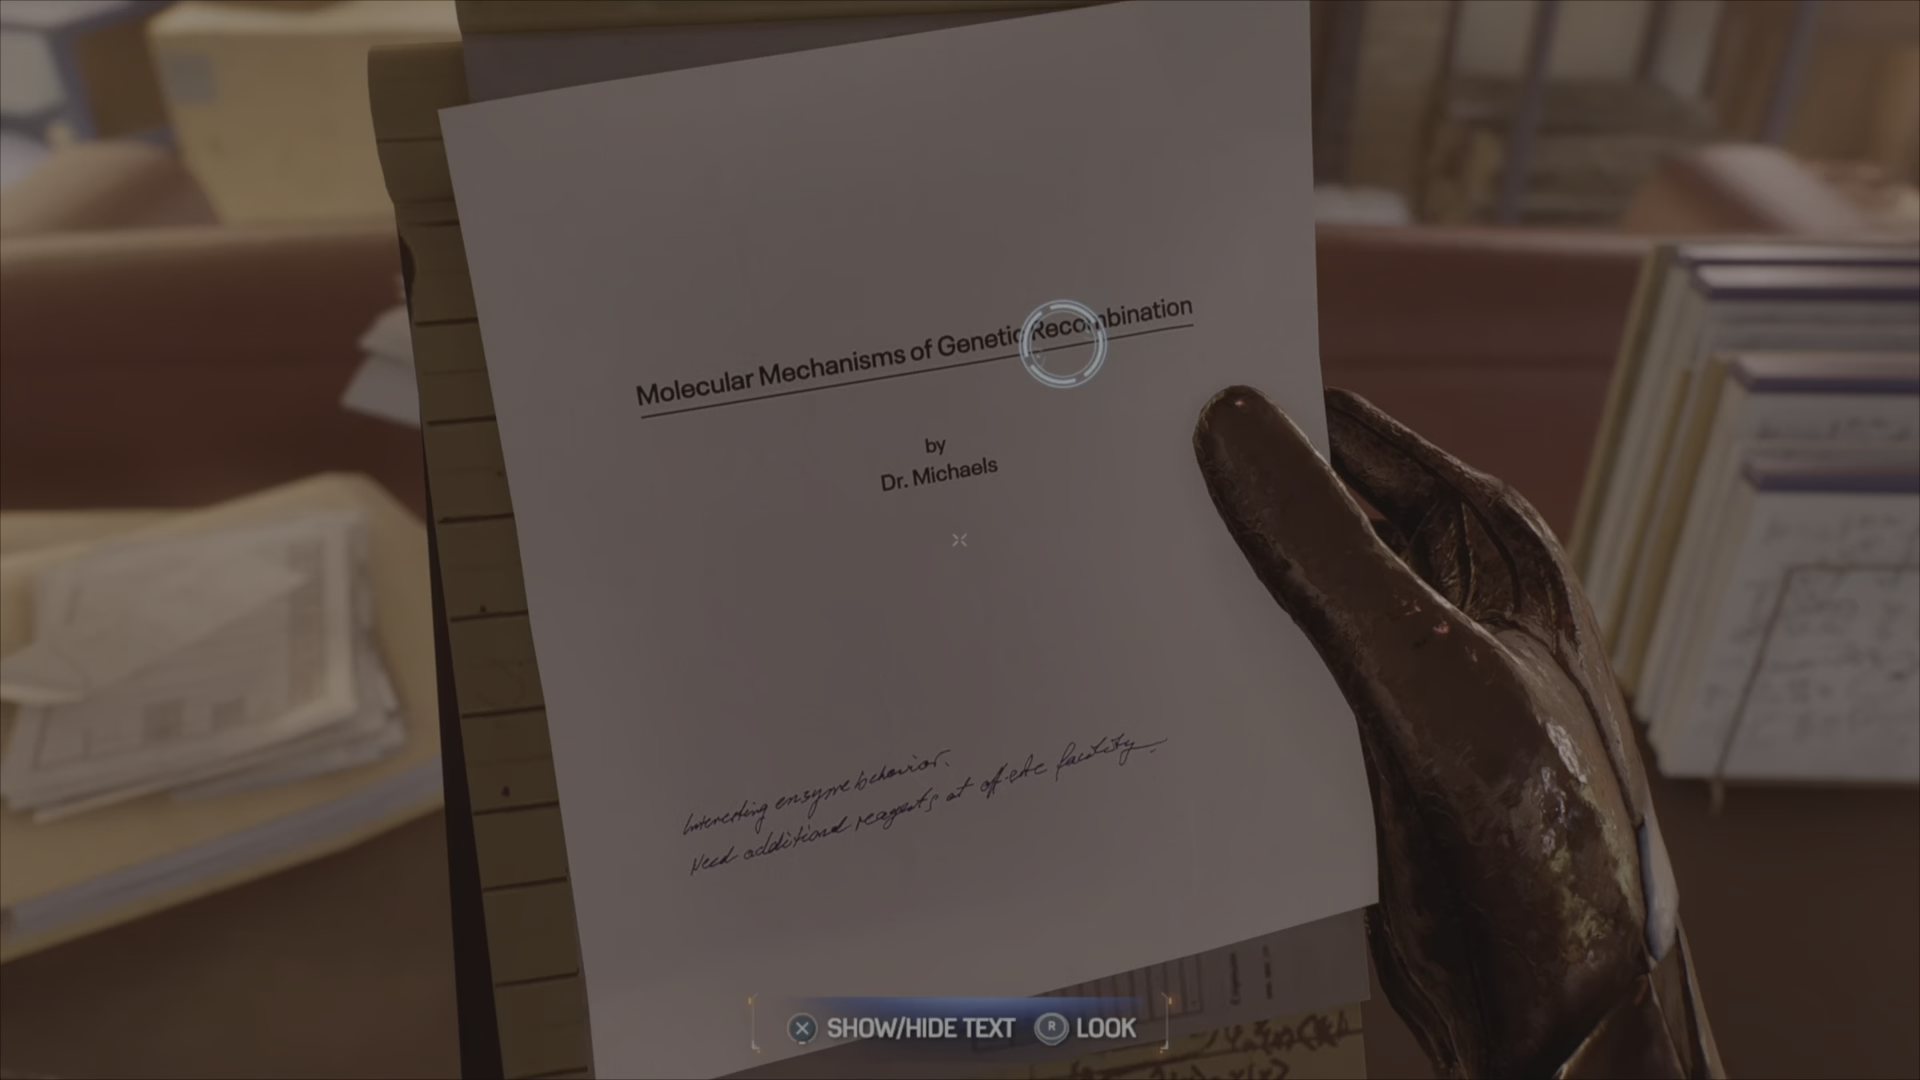 Molecular Mechanisms of Genetic Recombination
by
Dr. Michaels
Interesting enzyme behavior.
Need additional reagents at off-site facility.
SHOW/HIDE TEXT R LOOK